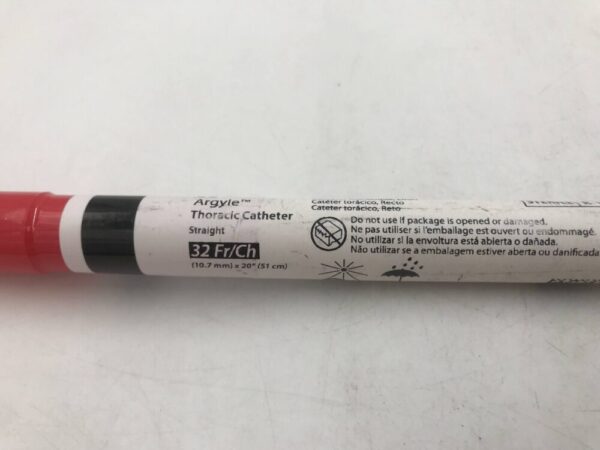 Argyle™
Thoracic Catheter
Straight
32 Fr/Ch
(10.7 mm) x 20" (51 cm)
Catéter torácico, Recto
Cateter torácico, Reto
Do not use if package is opened or damaged.
Ne pas utiliser si l'emballage est ouvert ou endommagé.
No utilizar si la envoltura está abierta o dañada.
Não utilizar se a embalagem estiver aberta ou danificada